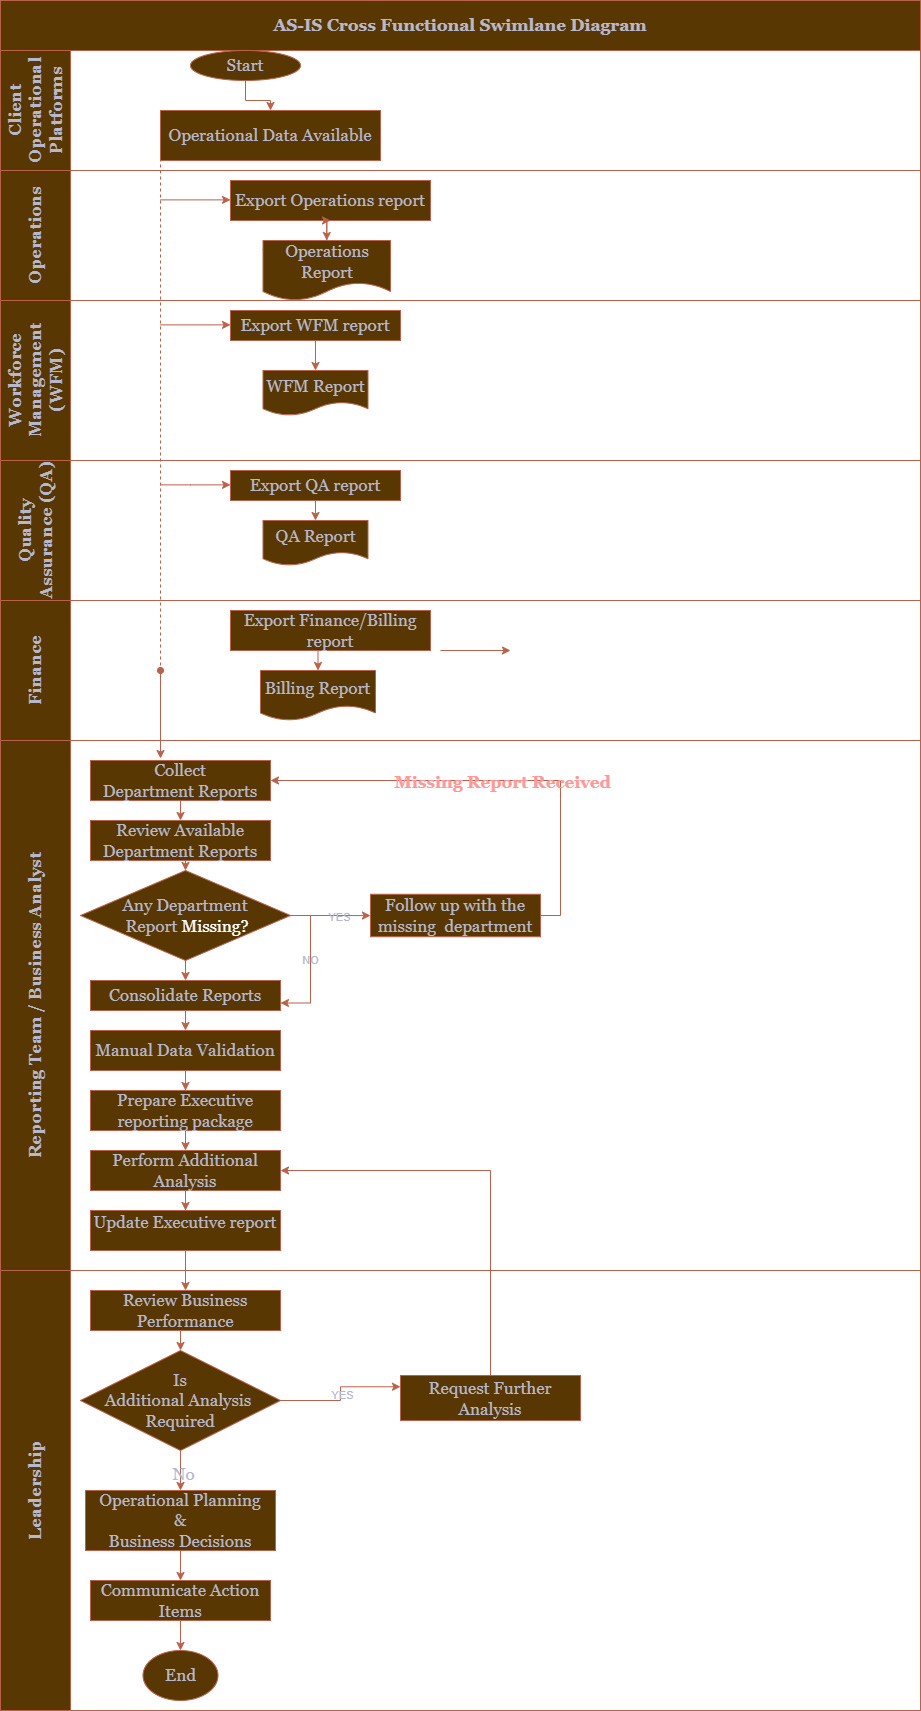 AS-IS Cross Functional Swimlane Diagram
Client
Operational
Platforms
Start
Operational Data Available
Operations
Export Operations report
Operations
Report
Workforce
Management
(WFM)
Export WFM report
WFM Report
Quality
Assurance (QA)
Export QA report
QA Report
Finance
Export Finance/Billing
report
Billing Report
Reporting Team / Business Analyst
Collect
Department Reports
Missing Report Received
Review Available
Department Reports
Any Department
Report Missing?
YES
Follow up with the
missing department
NO
Consolidate Reports
Manual Data Validation
Prepare Executive
reporting package
Perform Additional
Analysis
Update Executive report
Leadership
Review Business
Performance
Is
Additional Analysis
Required
YES
Request Further
Analysis
No
Operational Planning
&
Business Decisions
Communicate Action
Items
End